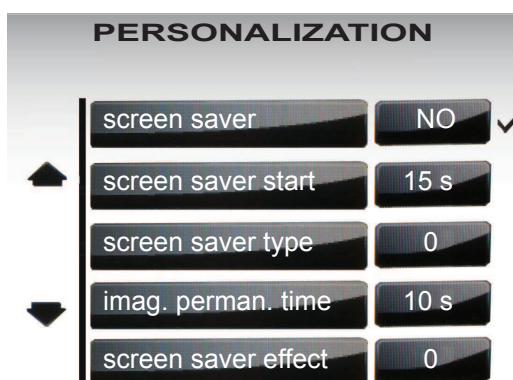 PERSONALIZATION
screen saver NO
screen saver start 15 s
screen saver type 0
imag. perman. time 10 s
screen saver effect 0